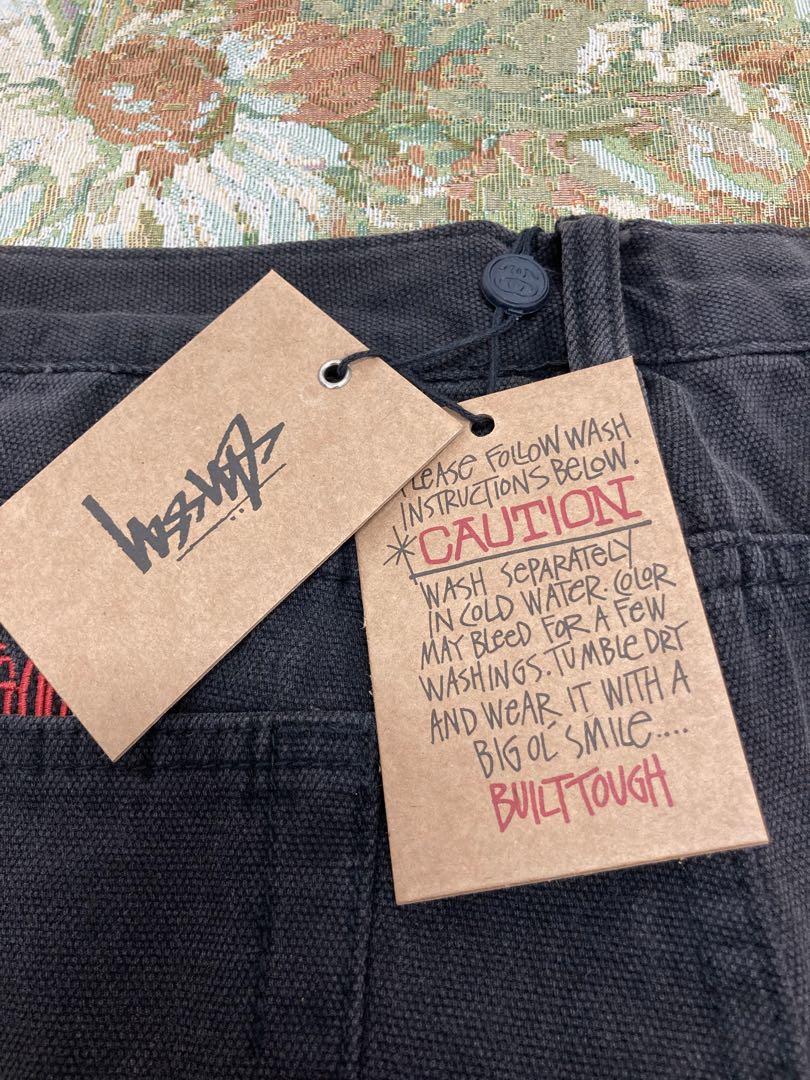 Stüssy
PLEASE FOLLOW WASH
INSTRUCTIONS BELOW.
*CAUTION
WASH SEPARATELY
IN COLD WATER. COLOR
MAY BLEED FOR A FEW
WASHINGS. TUMBLE DRY
AND WEAR IT WITH A
BIG OL' SMILE....
BUILT TOUGH